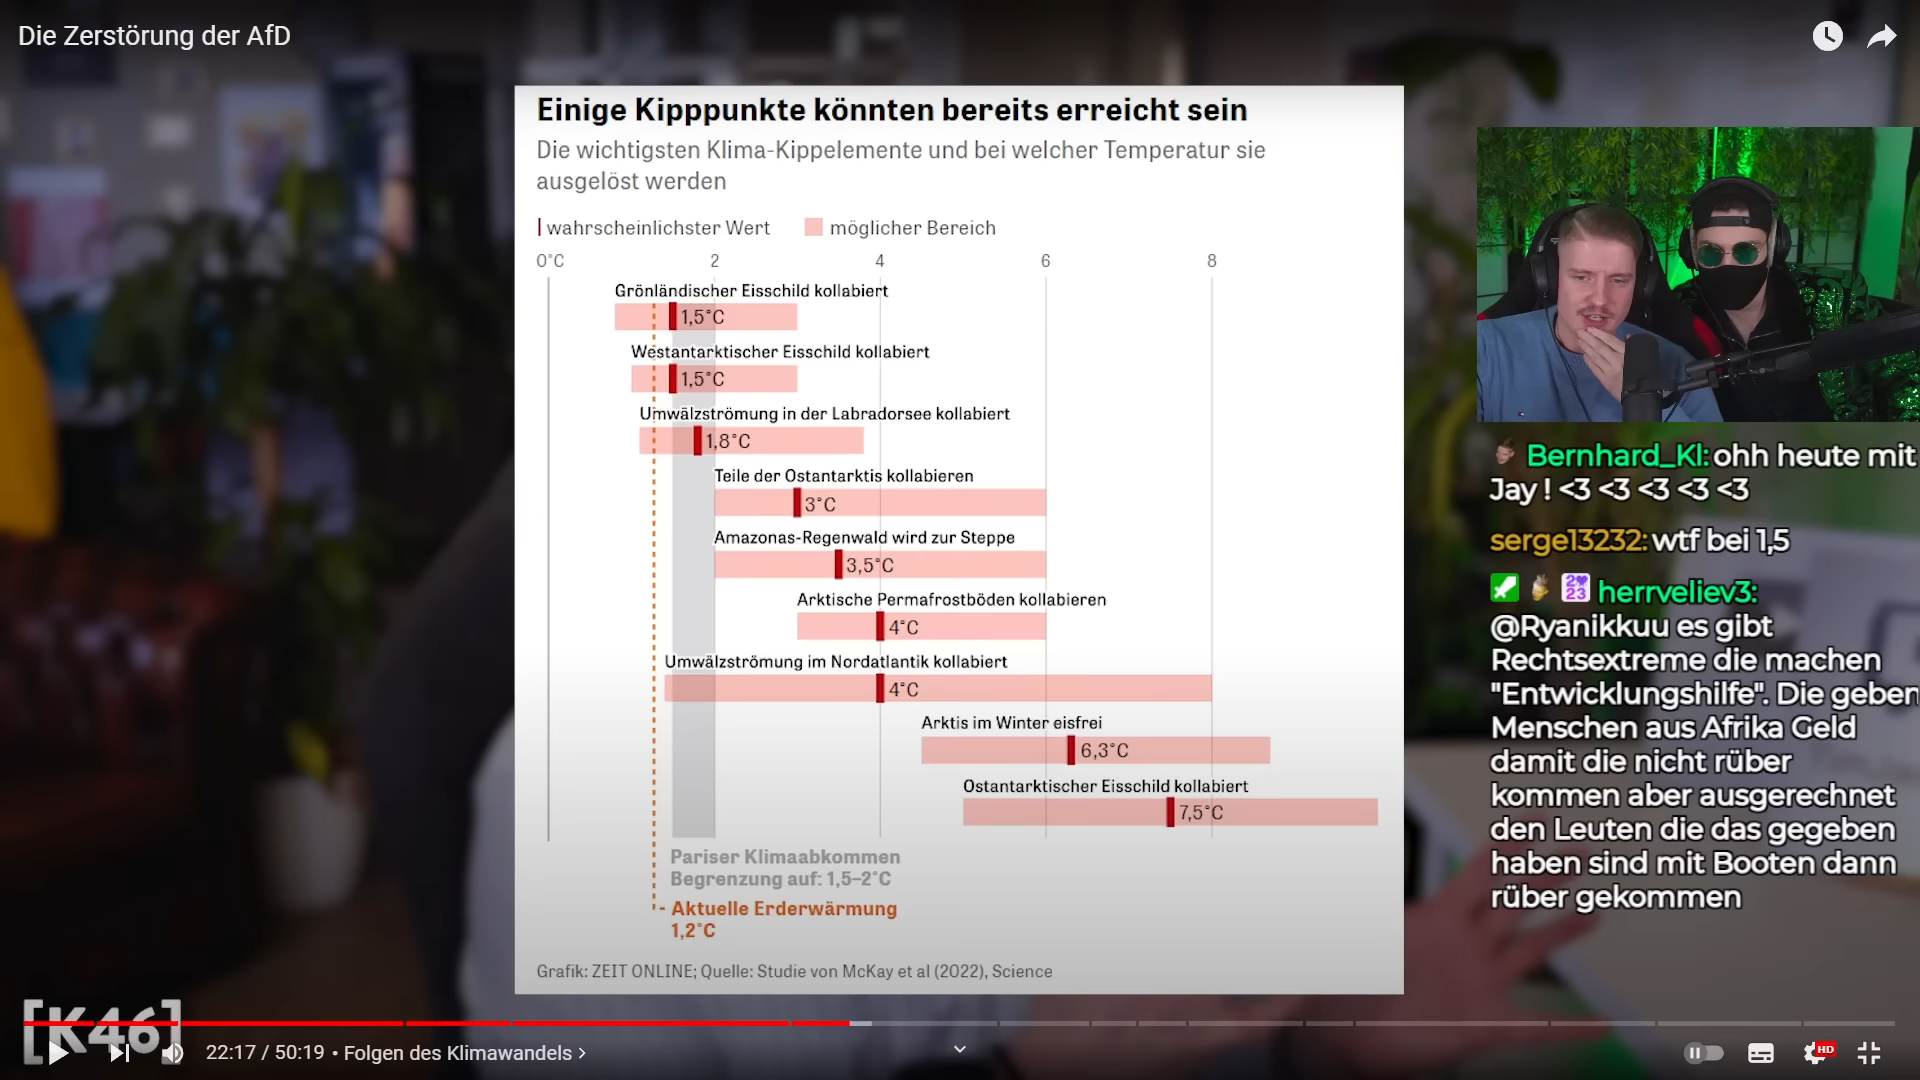 Die Zerstörung der AfD
Einige Kipppunkte könnten bereits erreicht sein
Die wichtigsten Klima-Kippelemente und bei welcher Temperatur sie
ausgelöst werden
wahrscheinlichster Wert möglicher Bereich
0°C 2 4 6 8
Grönländischer Eisschild kollabiert
1,5°C
Westantarktischer Eisschild kollabiert
1,5°C
Umwälzströmung in der Labradorsee kollabiert
1,8°C
Teile der Ostantarktis kollabieren
3°C
Amazonas-Regenwald wird zur Steppe
3,5°C
Arktische Permafrostböden kollabieren
4°C
Umwälzströmung im Nordatlantik kollabiert
4°C
Arktis im Winter eisfrei
6,3°C
Ostantarktischer Eisschild kollabiert
7,5°C
Pariser Klimaabkommen
Begrenzung auf: 1,5–2°C
Aktuelle Erderwärmung
1,2°C
Grafik: ZEIT ONLINE; Quelle: Studie von McKay et al (2022), Science
Bernhard_Kl: ohh heute mit
Jay ! <3 <3 <3 <3 <3
serge13232: wtf bei 1,5
2 23 herrveliev3:
@Ryanikkuu es gibt
Rechtsextreme die machen
"Entwicklungshilfe". Die geben
Menschen aus Afrika Geld
damit die nicht rüber
kommen aber ausgerechnet
den Leuten die das gegeben
haben sind mit Booten dann
rüber gekommen
[K46]
22:17 / 50:19 • Folgen des Klimawandels >
HD